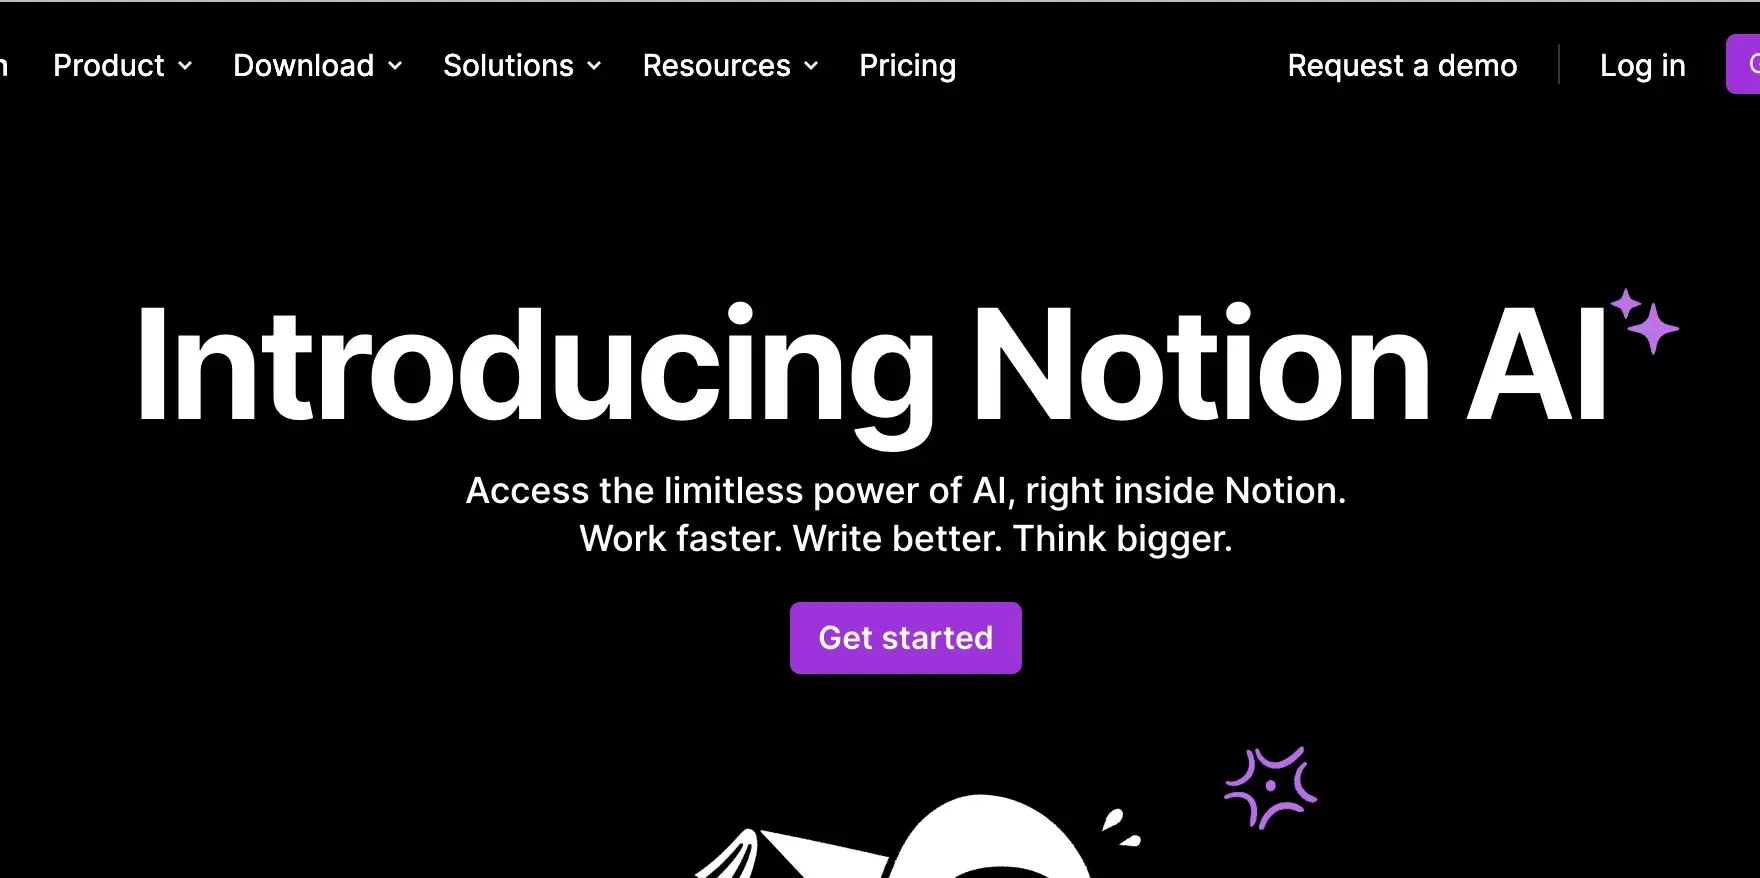 Product Download Solutions Resources Pricing Request a demo Log in
Introducing Notion AI
Access the limitless power of AI, right inside Notion.
Work faster. Write better. Think bigger.
Get started